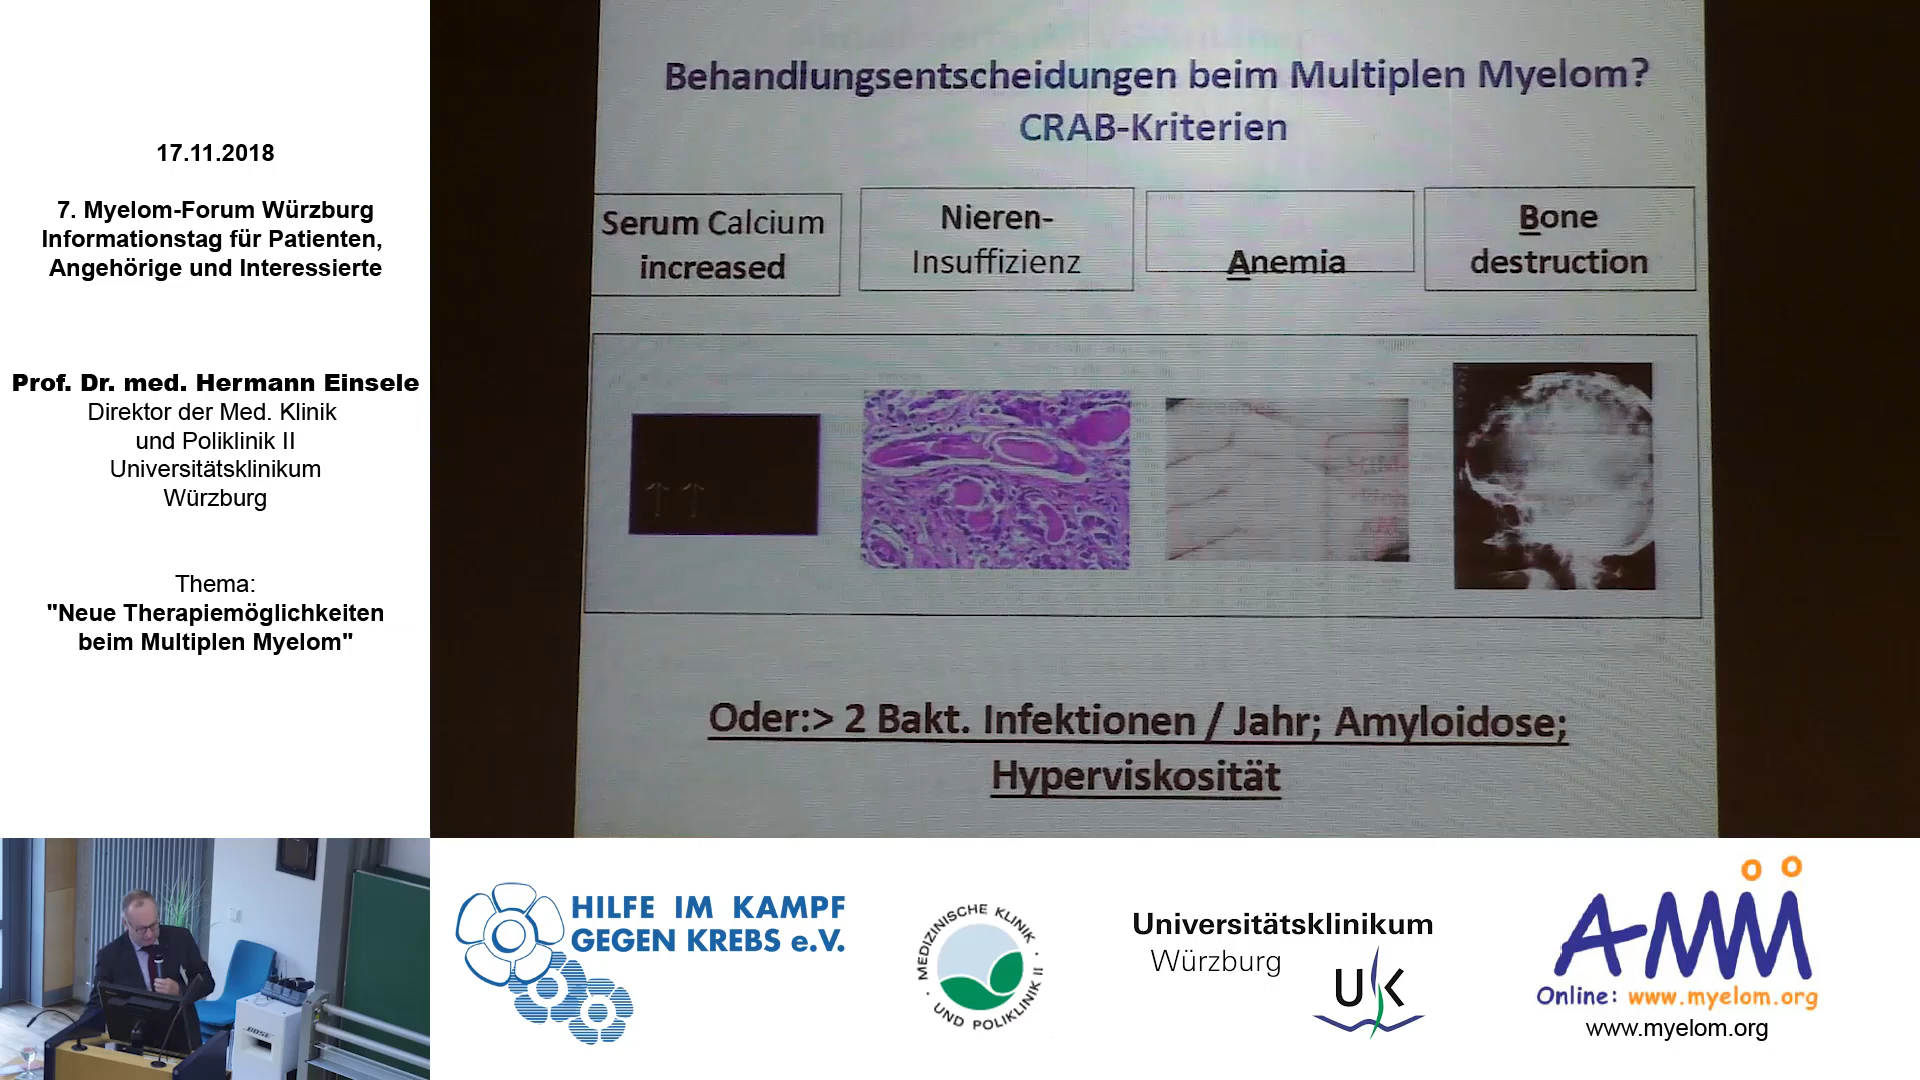 17.11.2018
7. Myelom-Forum Würzburg
Informationstag für Patienten,
Angehörige und Interessierte
Prof. Dr. med. Hermann Einsele
Direktor der Med. Klinik
und Poliklinik II
Universitätsklinikum
Würzburg
Thema:
"Neue Therapiemöglichkeiten
beim Multiplen Myelom"
Behandlungsentscheidungen beim Multiplen Myelom?
CRAB-Kriterien
Serum Calcium
increased
Nieren-
Insuffizienz
Anemia
Bone
destruction
↑ ↑
Oder:> 2 Bakt. Infektionen / Jahr; Amyloidose;
Hyperviskosität
BOSE
HILFE IM KAMPF
GEGEN KREBS e.V.
MEDIZINISCHE KLINIK
UND POLIKLINIK II
Universitätsklinikum
Würzburg
UK
AMM
Online: www.myelom.org
www.myelom.org